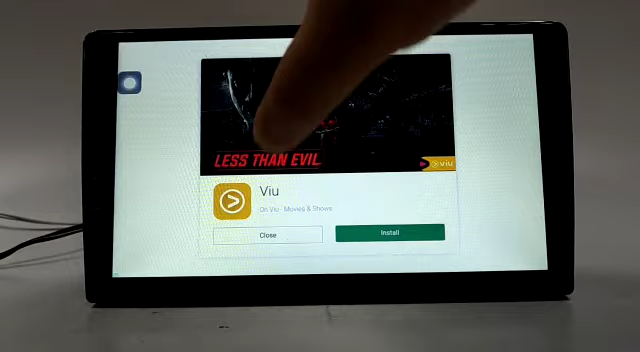 LESS THAN EVIL
viu
Viu
On Viu - Movies & Shows
Close
Install